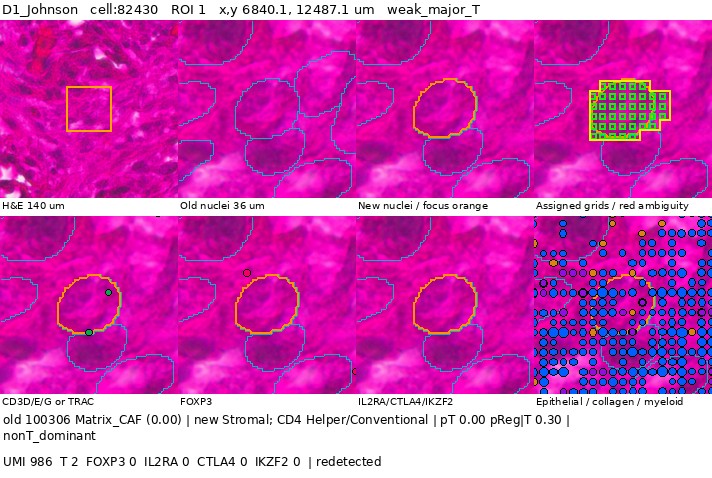 D1_Johnson cell:82430 ROI 1 x,y 6840.1, 12487.1 um weak_major_T
H&E 140 um
Old nuclei 36 um
New nuclei / focus orange
Assigned grids / red ambiguity
CD3D/E/G or TRAC
FOXP3
IL2RA/CTLA4/IKZF2
Epithelial / collagen / myeloid
old 100306 Matrix_CAF (0.00) | new Stromal; CD4 Helper/Conventional | pT 0.00 pReg|T 0.30 |
nonT_dominant
UMI 986 T 2 FOXP3 0 IL2RA 0 CTLA4 0 IKZF2 0 | redetected